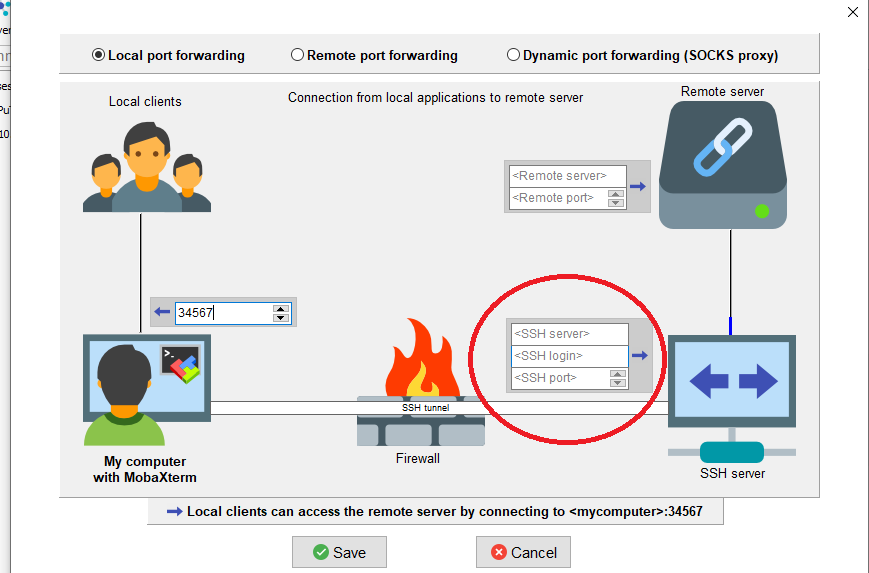 Local port forwarding
Remote port forwarding
Dynamic port forwarding (SOCKS proxy)
Local clients
Connection from local applications to remote server
Remote server
<Remote server>
<Remote port>
34567
<SSH server>
<SSH login>
<SSH port>
>_
SSH tunnel
Firewall
My computer
with MobaXterm
SSH server
Local clients can access the remote server by connecting to <mycomputer>:34567
Save
Cancel